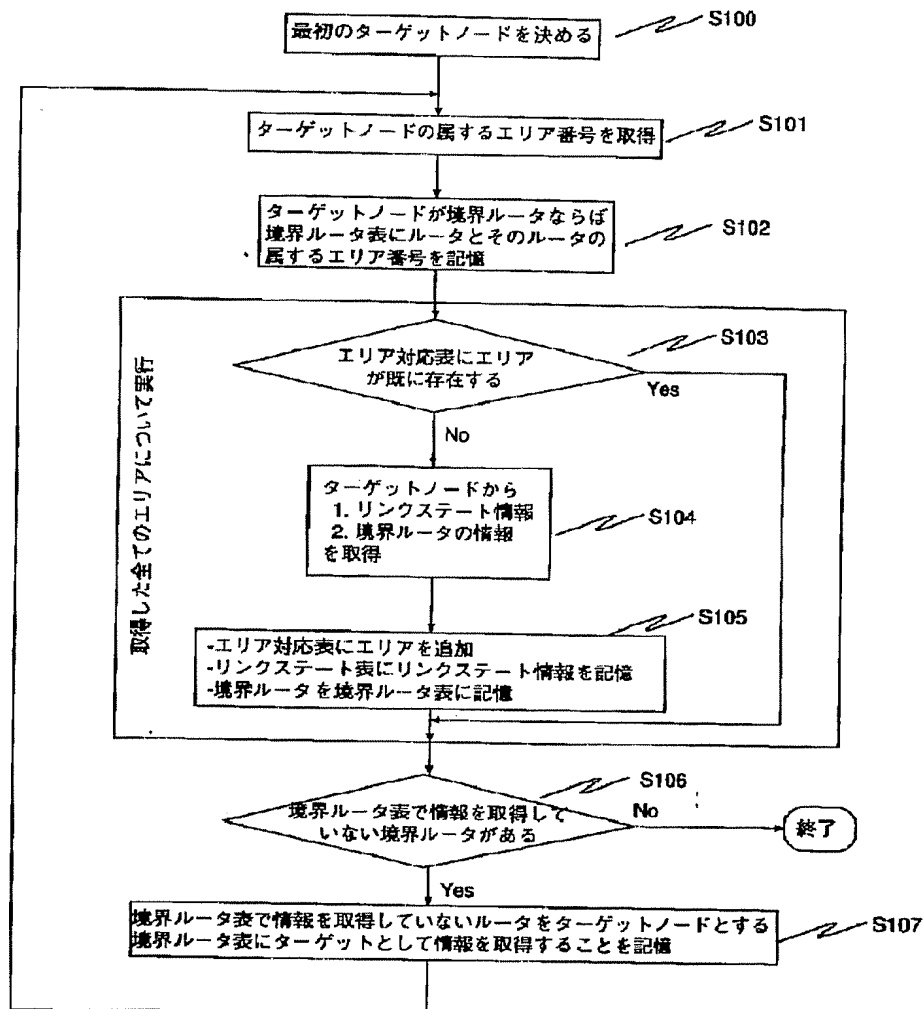 最初のターゲットノードを決める
S100
ターゲットノードの属するエリア番号を取得
S101
ターゲットノードが境界ルータならば
境界ルータ表にルータとそのルータの
属するエリア番号を記憶
S102
取得した全てのエリアについて実行
エリア対応表にエリア
が既に存在する
S103
Yes
No
ターゲットノードから
1. リンクステート情報
2. 境界ルータの情報
を取得
S104
S105
-エリア対応表にエリアを追加
-リンクステート表にリンクステート情報を記憶
-境界ルータを境界ルータ表に記憶
S106
境界ルータ表で情報を取得して
いない境界ルータがある
No
終了
Yes
境界ルータ表で情報を取得していないルータをターゲットノードとする
境界ルータ表にターゲットとして情報を取得することを記憶
S107